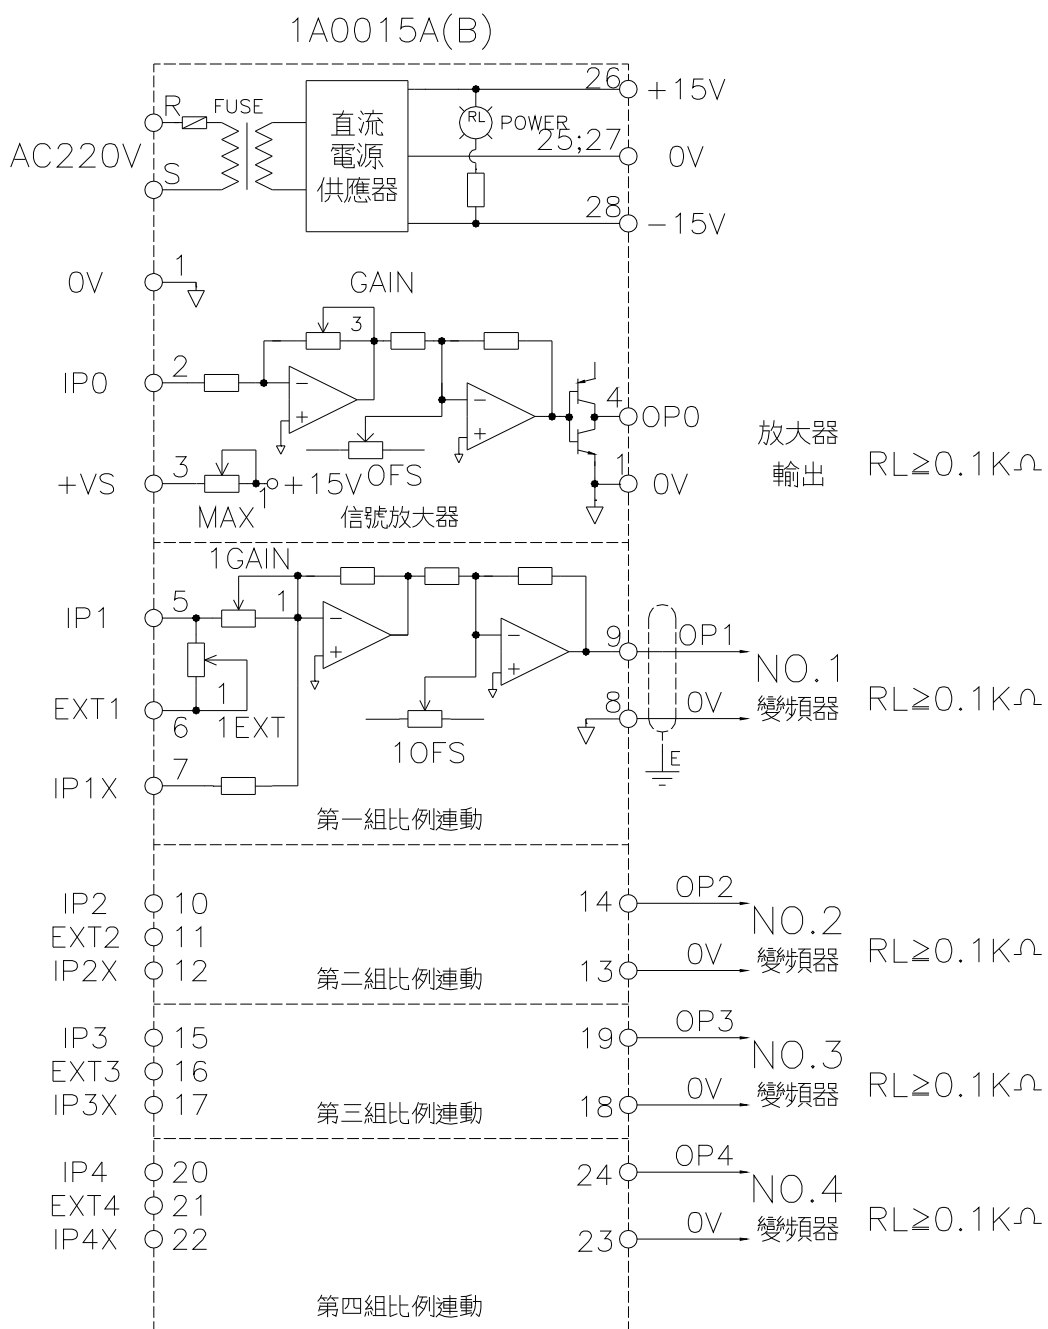 1A0015A(B)
26
+15V
R
FUSE
直流
電源
供應器
RL
POWER
AC220V
25;27
0V
S
28
-15V
0V
1
GAIN
3
IP0
2
4
OP0
放大器
輸出
RL≧0.1KΩ
+VS
3
1
+15V
OFS
1
0V
MAX
信號放大器
1GAIN
IP1
5
1
9
OP1
NO.1
變頻器
RL≧0.1KΩ
EXT1
6
1
1EXT
1OFS
8
0V
E
IP1X
7
第一組比例連動
IP2
10
14
OP2
NO.2
變頻器
RL≧0.1KΩ
EXT2
11
IP2X
12
第二組比例連動
13
0V
IP3
15
19
OP3
NO.3
變頻器
RL≧0.1KΩ
EXT3
16
IP3X
17
第三組比例連動
18
0V
IP4
20
24
OP4
NO.4
變頻器
RL≧0.1KΩ
EXT4
21
IP4X
22
23
0V
第四組比例連動